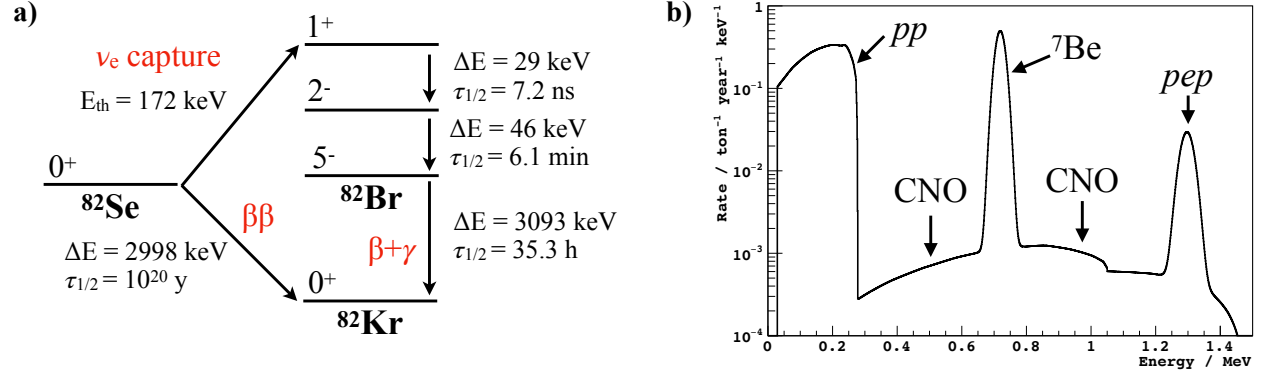 a)
1⁺
νₑ capture
ΔE = 29 keV
τ₁/₂ = 7.2 ns
Eₜₕ = 172 keV
2⁻
ΔE = 46 keV
τ₁/₂ = 6.1 min
0⁺
5⁻
⁸²Se
⁸²Br
ββ
ΔE = 2998 keV
τ₁/₂ = 10²⁰ y
β+γ
ΔE = 3093 keV
τ₁/₂ = 35.3 h
0⁺
⁸²Kr
b)
Rate / ton⁻¹ year⁻¹ keV⁻¹
1
10⁻¹
10⁻²
10⁻³
10⁻⁴
pp
⁷Be
pep
CNO
CNO
0 0.2 0.4 0.6 0.8 1 1.2 1.4
Energy / MeV